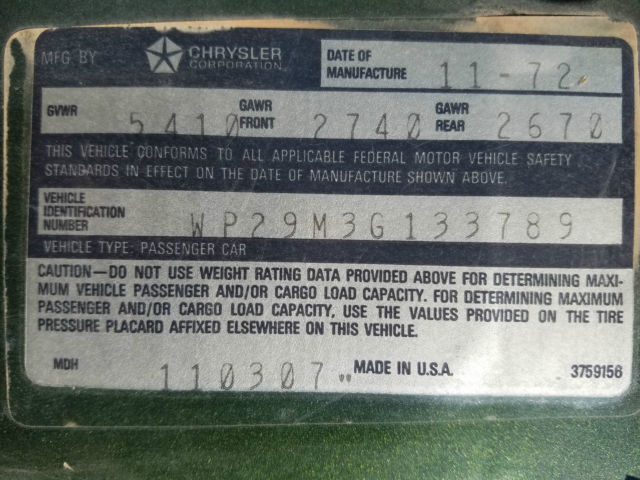 MFG BY CHRYSLER CORPORATION DATE OF MANUFACTURE 11-72
GVWR 5410 GAWR FRONT 2740 GAWR REAR 2670
THIS VEHICLE CONFORMS TO ALL APPLICABLE FEDERAL MOTOR VEHICLE SAFETY
STANDARDS IN EFFECT ON THE DATE OF MANUFACTURE SHOWN ABOVE.
VEHICLE
IDENTIFICATION
NUMBER WP29M3G133789
VEHICLE TYPE: PASSENGER CAR
CAUTION—DO NOT USE WEIGHT RATING DATA PROVIDED ABOVE FOR DETERMINING MAXI-
MUM VEHICLE PASSENGER AND/OR CARGO LOAD CAPACITY. FOR DETERMINING MAXIMUM
PASSENGER AND/OR CARGO LOAD CAPACITY, USE THE VALUES PROVIDED ON THE TIRE
PRESSURE PLACARD AFFIXED ELSEWHERE ON THIS VEHICLE.
MDH 110307 MADE IN U.S.A. 3759156